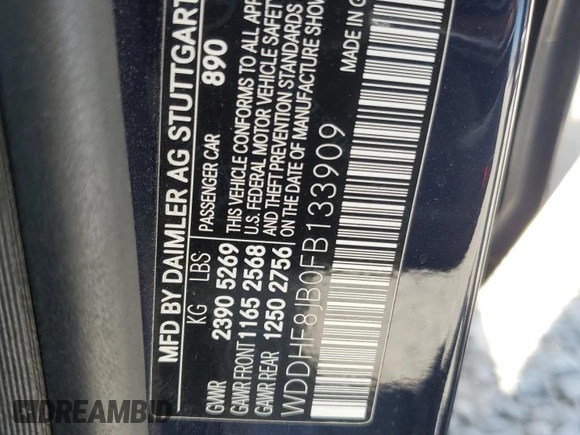 MFD BY DAIMLER AG STUTTGART
KG LBS PASSENGER CAR 890
GVWR 2390 5269 THIS VEHICLE CONFORMS TO ALL APP
GAWR FRONT 1165 2568 U.S. FEDERAL MOTOR VEHICLE SAFETY
GAWR REAR 1250 2756 AND THEFT PREVENTION STANDARDS
ON THE DATE OF MANUFACTURE SHOW
WDDHF8JB0FB133909 MADE IN G
DREAMBID